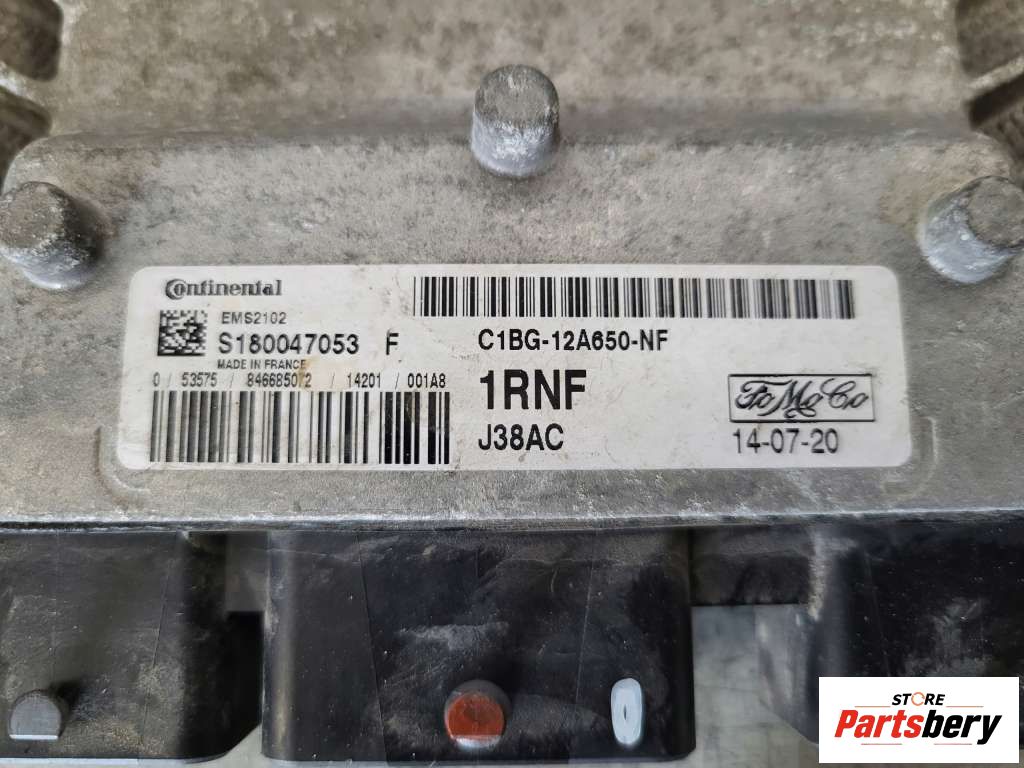 Continental
EMS2102
S180047053 F
MADE IN FRANCE
0 / 53575 / 846685072 / 14201 / 001A8
C1BG-12A650-NF
1RNF
J38AC
FoMoCo
14-07-20
STORE
Partsbery